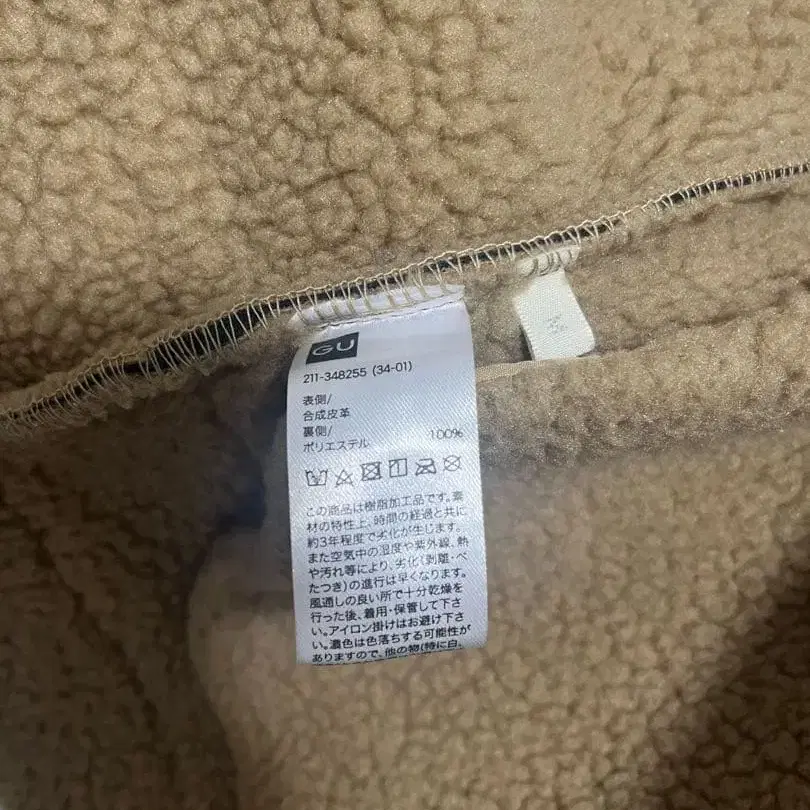 GU
211-348255 (34-01)
表側/
合成皮革
裏側/
ポリエステル 100%
この商品は樹脂加工品です。素
材の特性上、時間の経過と共に
約3年程度で劣化が生じます。
また空気中の湿度や紫外線、熱
や汚れ等により、劣化(剥離・べ
たつき)の進行は早くなります。
風通しの良い所で十分乾燥を
行った後、着用・保管して下さ
い。アイロン掛けはお避け下さ
い。濃色は色落ちする可能性が
ありますので、他の物(特に白、